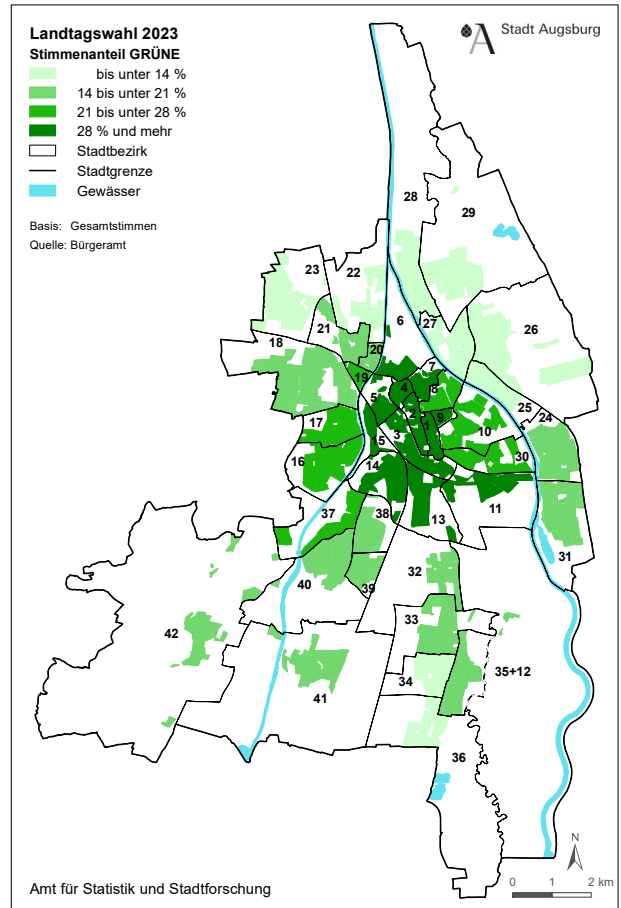 Landtagswahl 2023
Stimmenanteil GRÜNE
bis unter 14 %
14 bis unter 21 %
21 bis unter 28 %
28 % und mehr
Stadtbezirk
Stadtgrenze
Gewässer
Basis: Gesamtstimmen
Quelle: Bürgeramt
Stadt Augsburg
28
29
23
22
6
27
26
21
18
20
7
19
4
8
5
2
9
25
24
17
1
10
3
15
16
14
30
11
37
38
13
31
32
40
39
33
42
35+12
34
41
36
N
0 1 2 km
Amt für Statistik und Stadtforschung